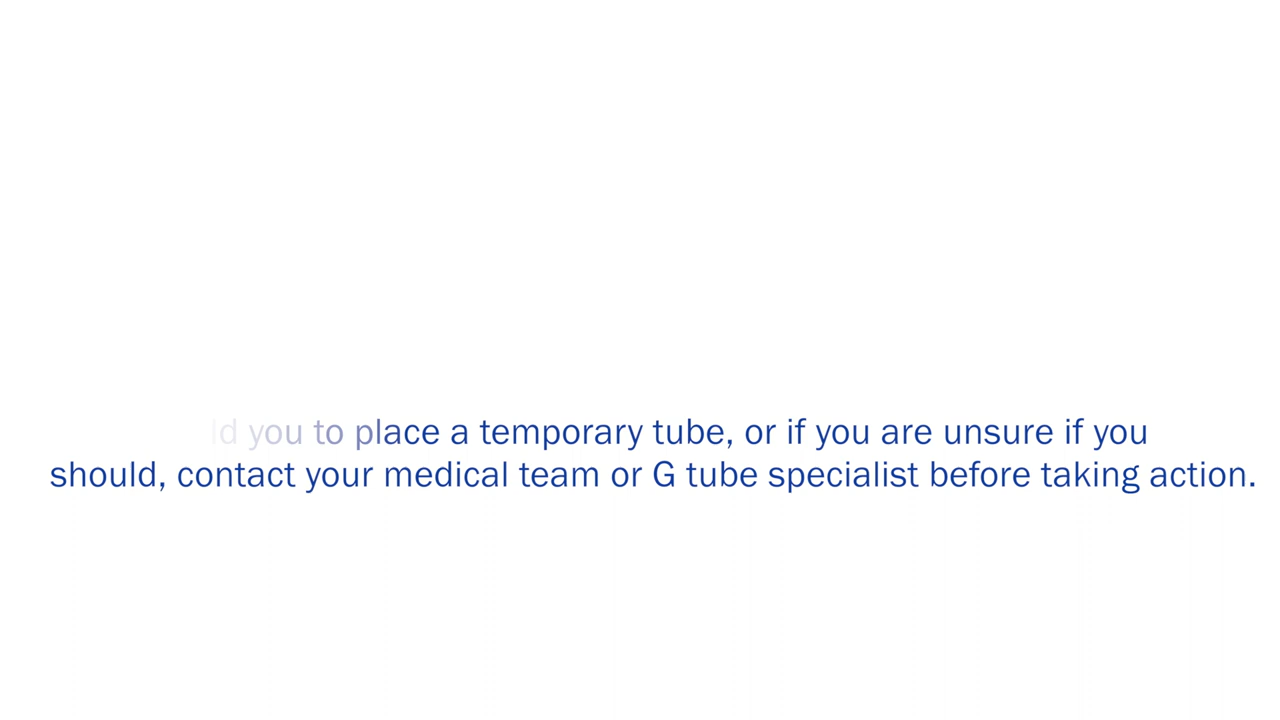 you to place a temporary tube, or if you are unsure if you
should, contact your medical team or G tube specialist before taking action.